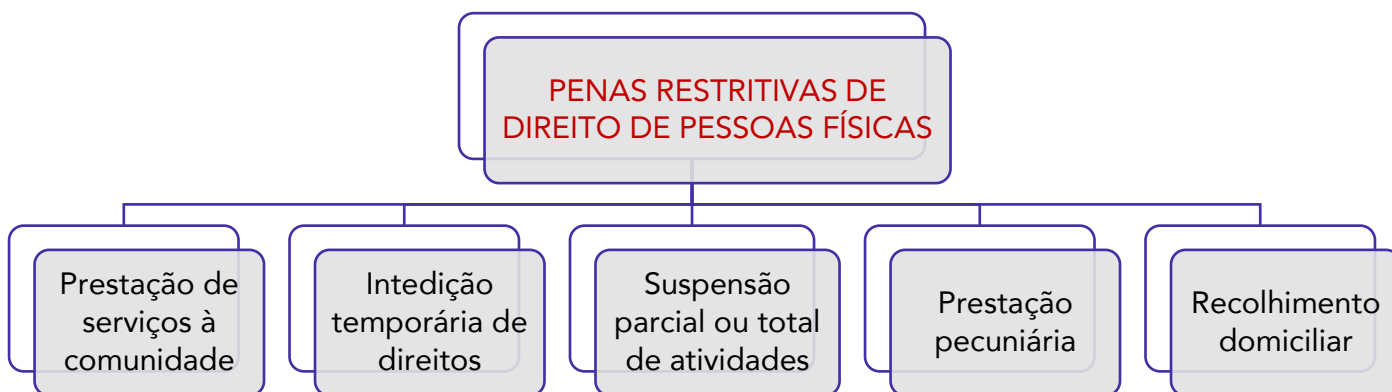 PENAS RESTRITIVAS DE
DIREITO DE PESSOAS FÍSICAS
Prestação de
serviços à
comunidade
Intedição
temporária de
direitos
Suspensão
parcial ou total
de atividades
Prestação
pecuniária
Recolhimento
domiciliar